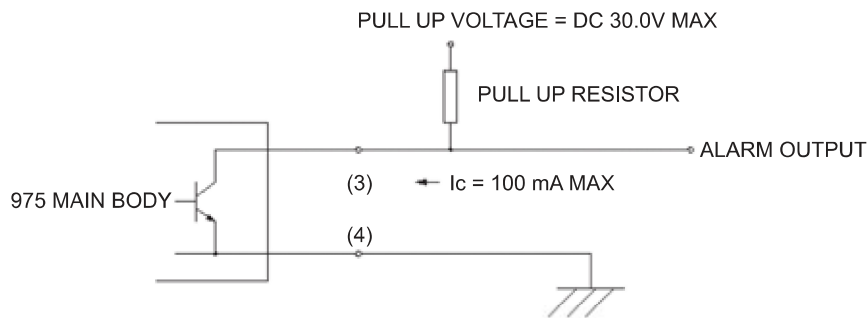 PULL UP VOLTAGE = DC 30.0V MAX
PULL UP RESISTOR
ALARM OUTPUT
(3)
Ic = 100 mA MAX
975 MAIN BODY
(4)